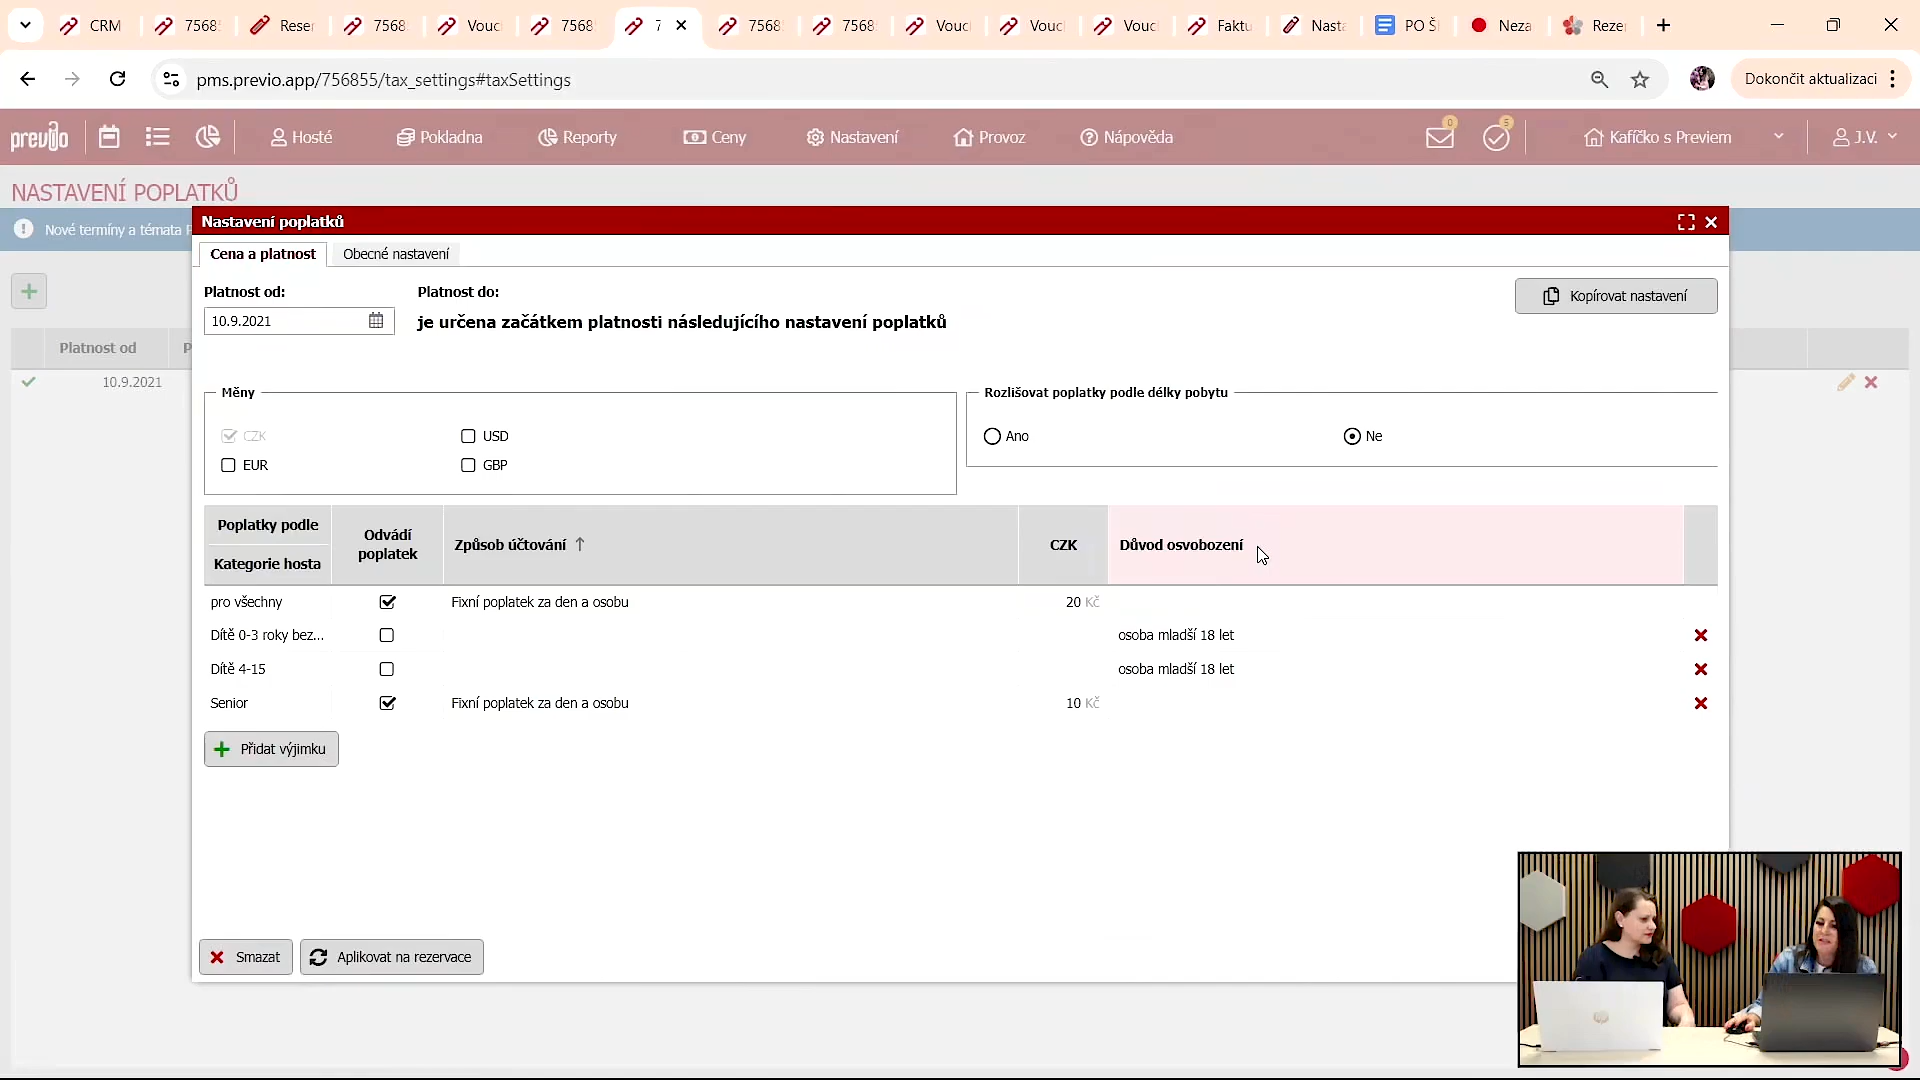 CRM
7568
Reser
7568
Vouc
7568
7
7568
7568
Vouc
Vouc
Vouc
Faktu
Nasta
PO Š
Neza
Rezer
pms.previo.app/756855/tax_settings#taxSettings
Dokončit aktualizaci
previo
Hosté
Pokladna
Reporty
Ceny
Nastavení
Provoz
Nápověda
0
5
Kafíčko s Previem
J.V.
NASTAVENÍ POPLATKŮ
Nové termíny a témata P
Nastavení poplatků
Cena a platnost
Obecné nastavení
Platnost od:
Platnost do:
10.9.2021
je určena začátkem platnosti následujícího nastavení poplatků
Kopírovat nastavení
Platnost od
P
10.9.2021
Měny
CZK
USD
EUR
GBP
Rozlišovat poplatky podle délky pobytu
Ano
Ne
Poplatky podle
Kategorie hosta
Odvádí poplatek
Způsob účtování
CZK
Důvod osvobození
pro všechny
Fixní poplatek za den a osobu
20 Kč
Dítě 0-3 roky bez...
osoba mladší 18 let
Dítě 4-15
osoba mladší 18 let
Senior
Fixní poplatek za den a osobu
10 Kč
Přidat výjimku
Smazat
Aplikovat na rezervace